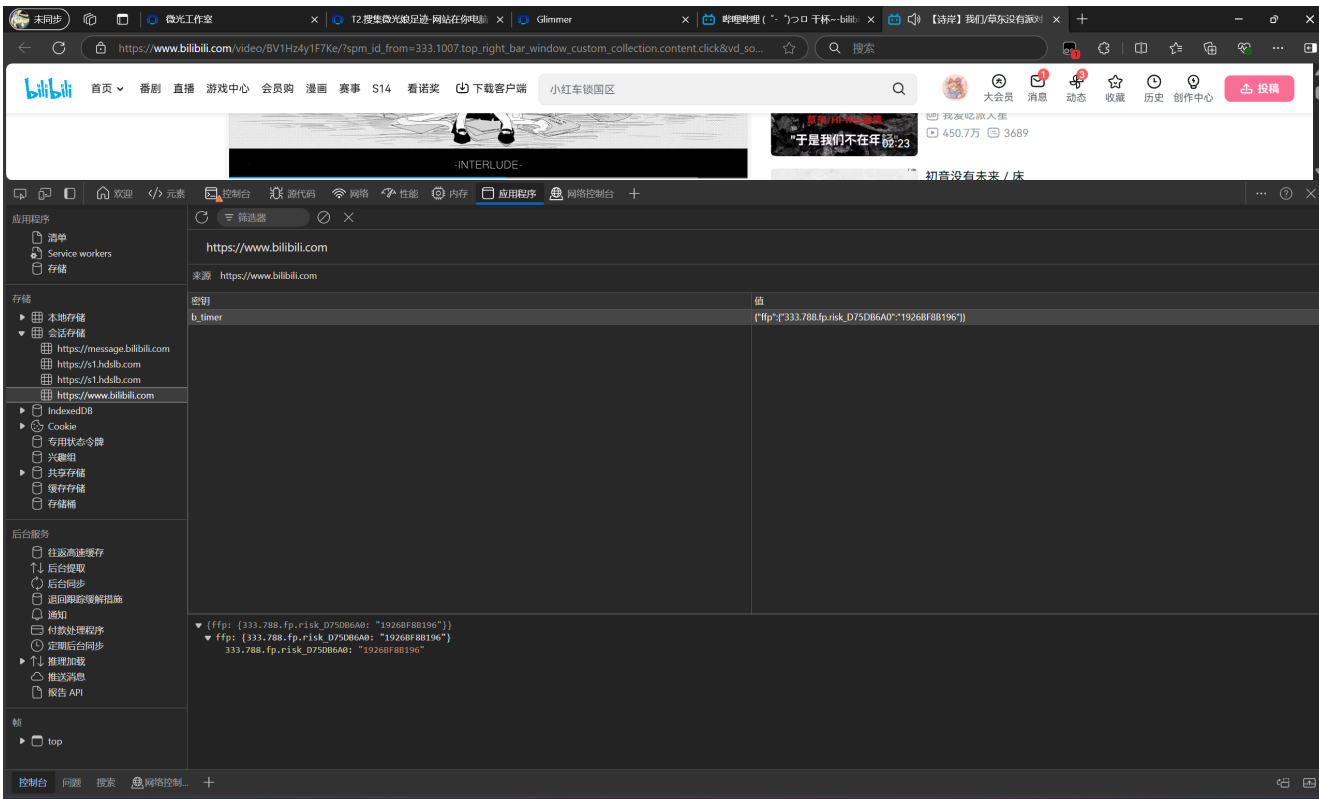 未同步 微光工作室 T2.搜集微光娘足迹-网站在你电脑 Glimmer 哔哩哔哩 ( ゜- ゜)つロ 干杯~-bilibi 【诗岸】我们/草东没有派对
https://www.bilibili.com/video/BV1Hz4y1F7Ke/?spm_id_from=333.1007.top_right_bar_window_custom_collection.content.click&vd_so... 搜索
bilibili 首页 番剧 直播 游戏中心 会员购 漫画 赛事 S14 看诺奖 下载客户端 小红车锁国区 大会员 1 消息 3 动态 收藏 历史 创作中心 投稿
我爱吃派大星
"于是我们不在年 02:23 450.7万 3689
-INTERLUDE-
初音没有未来 / 床
欢迎 元素 控制台 源代码 网络 性能 内存 应用程序 网络控制台
应用程序 筛选器
清单
Service workers
存储
https://www.bilibili.com
来源 https://www.bilibili.com
存储
密钥 值
b_timer {"ffp":{"333.788.fp.risk_D75DB6A0":"1926BF8B196"}}
本地存储
会话存储
https://message.bilibili.com
https://s1.hdslb.com
https://s1.hdslb.com
https://www.bilibili.com
IndexedDB
Cookie
专用状态令牌
兴趣组
共享存储
缓存存储
存储桶
后台服务
往返高速缓存
后台提取
后台同步
退回跟踪缓解措施
通知
付款处理程序
定期后台同步
推理加载
推送消息
报告 API
帧
top
{ffp: {333.788.fp.risk_D75DB6A0: "1926BF8B196"}}
ffp: {333.788.fp.risk_D75DB6A0: "1926BF8B196"}
333.788.fp.risk_D75DB6A0: "1926BF8B196"
控制台 问题 搜索 网络控制...